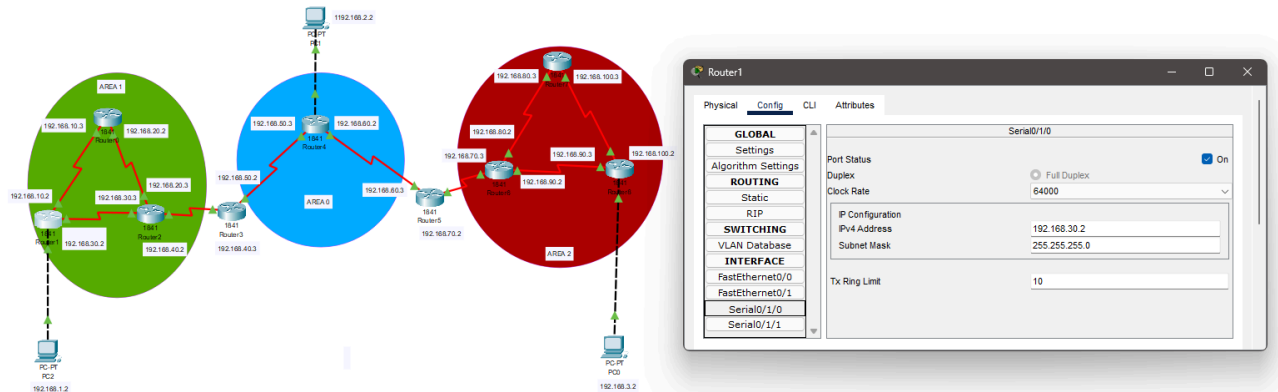 1192.168.2.2
PC-PT
PC1
AREA 1
192.168.10.3
192.168.20.2
1841
Router0
192.168.10.2
192.168.30.3
192.168.20.3
1841
Router1
192.168.30.2
1841
Router2
192.168.40.2
PC-PT
PC2
192.168.1.2
192.168.50.3
192.168.60.2
1841
Router4
192.168.50.2
AREA 0
1841
Router3
192.168.40.3
192.168.60.3
1841
Router5
192.168.70.2
192.168.80.3
192.168.100.3
192.168.80.2
192.168.70.3
192.168.90.3
192.168.100.2
1841
192.168.90.2
1841
AREA 2
PC-PT
PC0
192.168.3.2
Router1
Physical Config CLI Attributes
GLOBAL
Settings
Algorithm Settings
ROUTING
Static
RIP
SWITCHING
VLAN Database
INTERFACE
FastEthernet0/0
FastEthernet0/1
Serial0/1/0
Serial0/1/1
Serial0/1/0
Port Status On
Duplex Full Duplex
Clock Rate 64000
IP Configuration
IPv4 Address 192.168.30.2
Subnet Mask 255.255.255.0
Tx Ring Limit 10